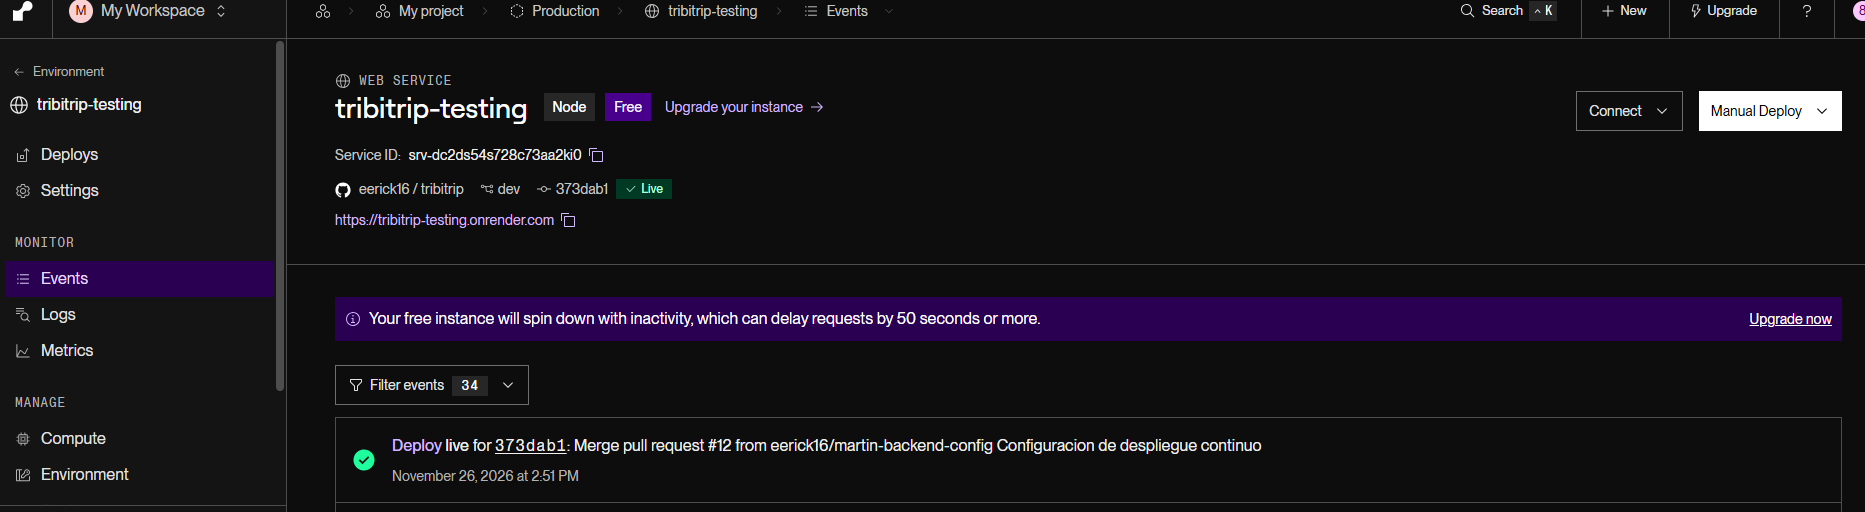 M My Workspace
My project
Production
tribitrip-testing
Events
Search ^ K
+ New
Upgrade
?
8
← Environment
tribitrip-testing
Deploys
Settings
MONITOR
Events
Logs
Metrics
MANAGE
Compute
Environment
WEB SERVICE
tribitrip-testing Node Free Upgrade your instance →
Connect
Manual Deploy
Service ID: srv-dc2ds54s728c73aa2ki0
eerick16 / tribitrip dev 373dab1 ✓ Live
https://tribitrip-testing.onrender.com
Your free instance will spin down with inactivity, which can delay requests by 50 seconds or more.
Upgrade now
Filter events 34
Deploy live for 373dab1: Merge pull request #12 from eerick16/martin-backend-config Configuracion de despliegue continuo
November 26, 2026 at 2:51 PM